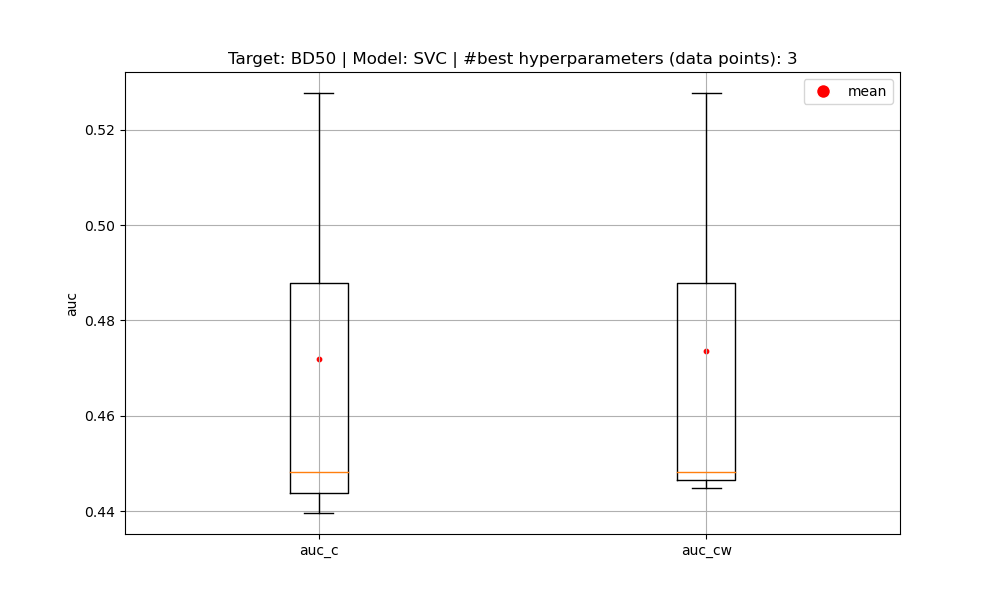 Target: BD50 | Model: SVC | #best hyperparameters (data points): 3
mean
0.52
0.50
0.48
0.46
0.44
auc
auc_c
auc_cw